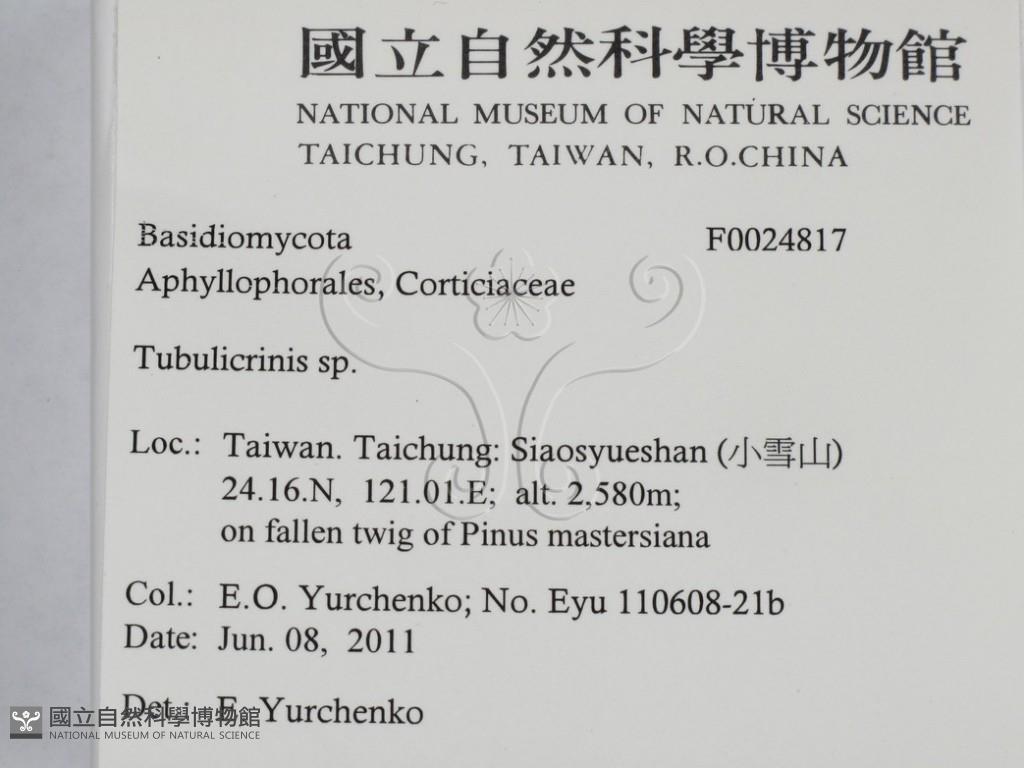 國立自然科學博物館
NATIONAL MUSEUM OF NATURAL SCIENCE
TAICHUNG, TAIWAN, R.O.CHINA
Basidiomycota F0024817
Aphyllophorales, Corticiaceae
Tubulicrinis sp.
Loc.: Taiwan. Taichung: Siaosyueshan (小雪山)
24.16.N, 121.01.E; alt. 2,580m;
on fallen twig of Pinus mastersiana
Col.: E.O. Yurchenko; No. Eyu 110608-21b
Date: Jun. 08, 2011
Det.: E. Yurchenko
國立自然科學博物館
NATIONAL MUSEUM OF NATURAL SCIENCE